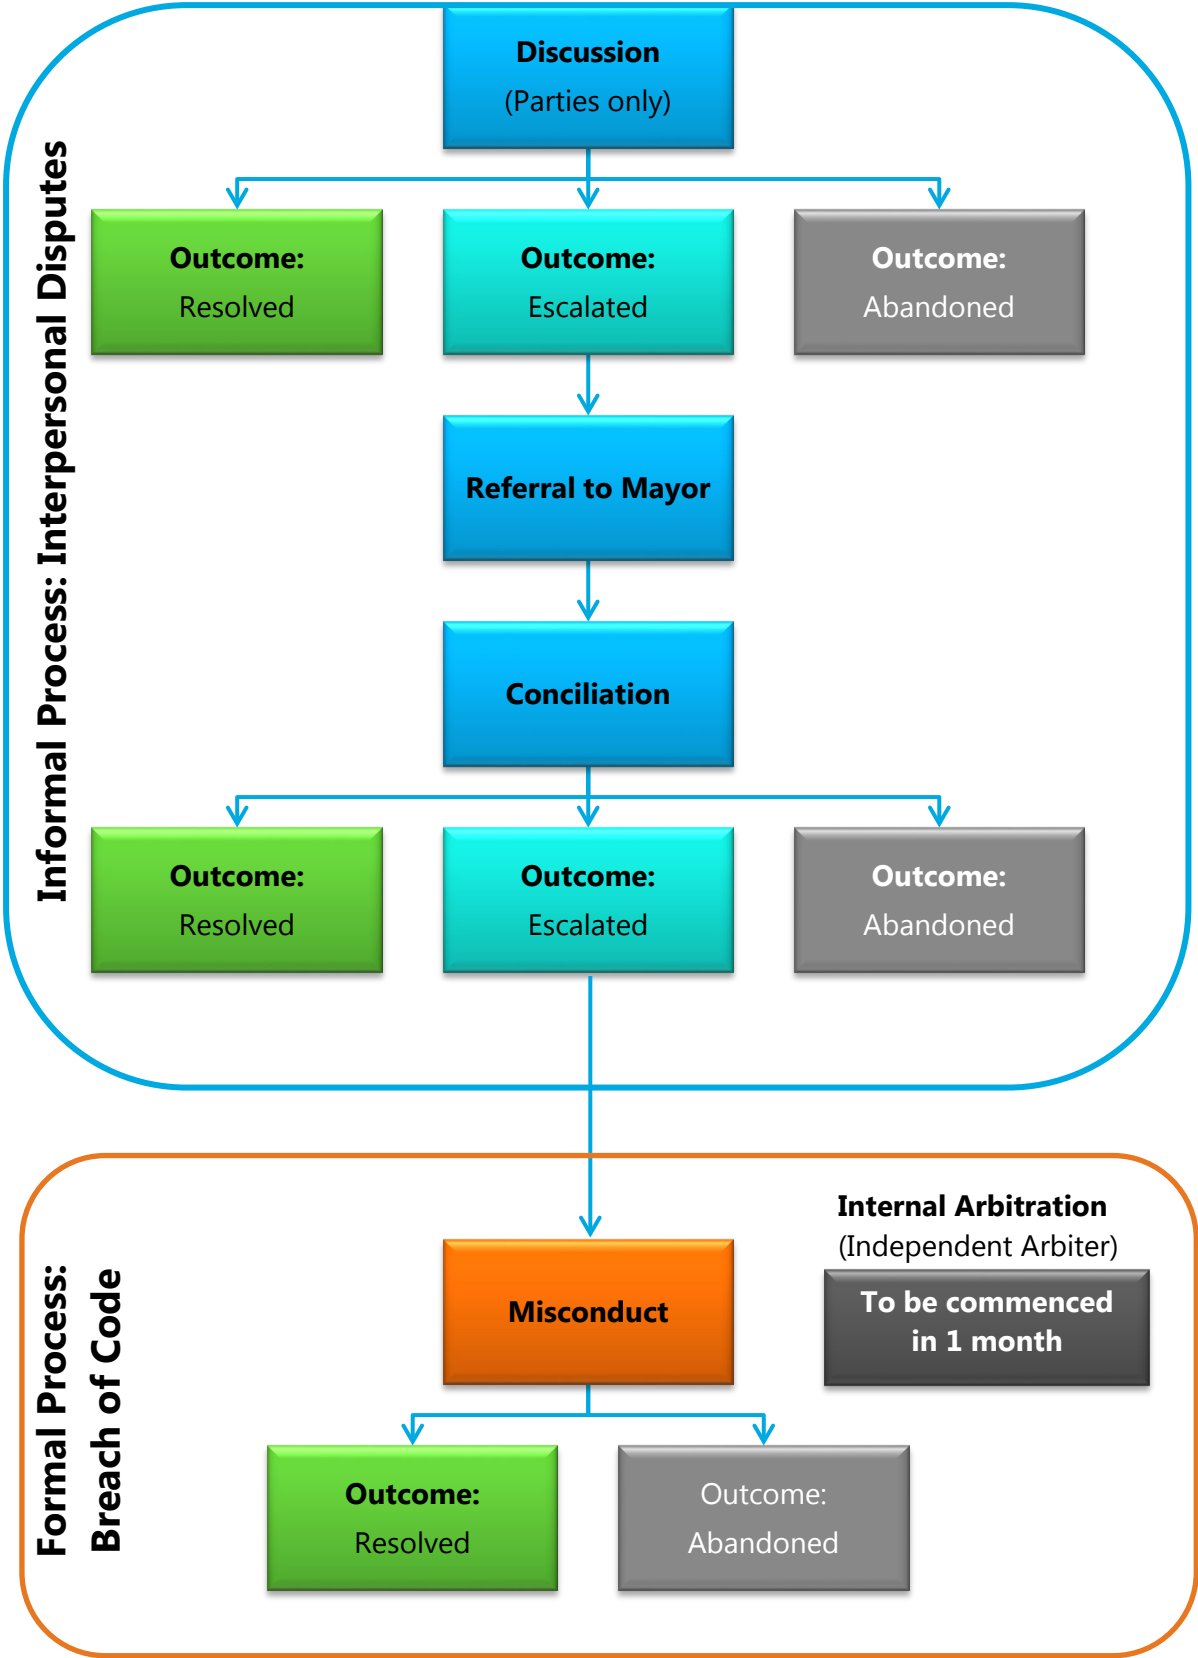 Informal Process: Interpersonal Disputes
Discussion
(Parties only)
Outcome:
Resolved
Outcome:
Escalated
Outcome:
Abandoned
Referral to Mayor
Conciliation
Outcome:
Resolved
Outcome:
Escalated
Outcome:
Abandoned
Formal Process:
Breach of Code
Internal Arbitration
(Independent Arbiter)
To be commenced
in 1 month
Misconduct
Outcome:
Resolved
Outcome:
Abandoned